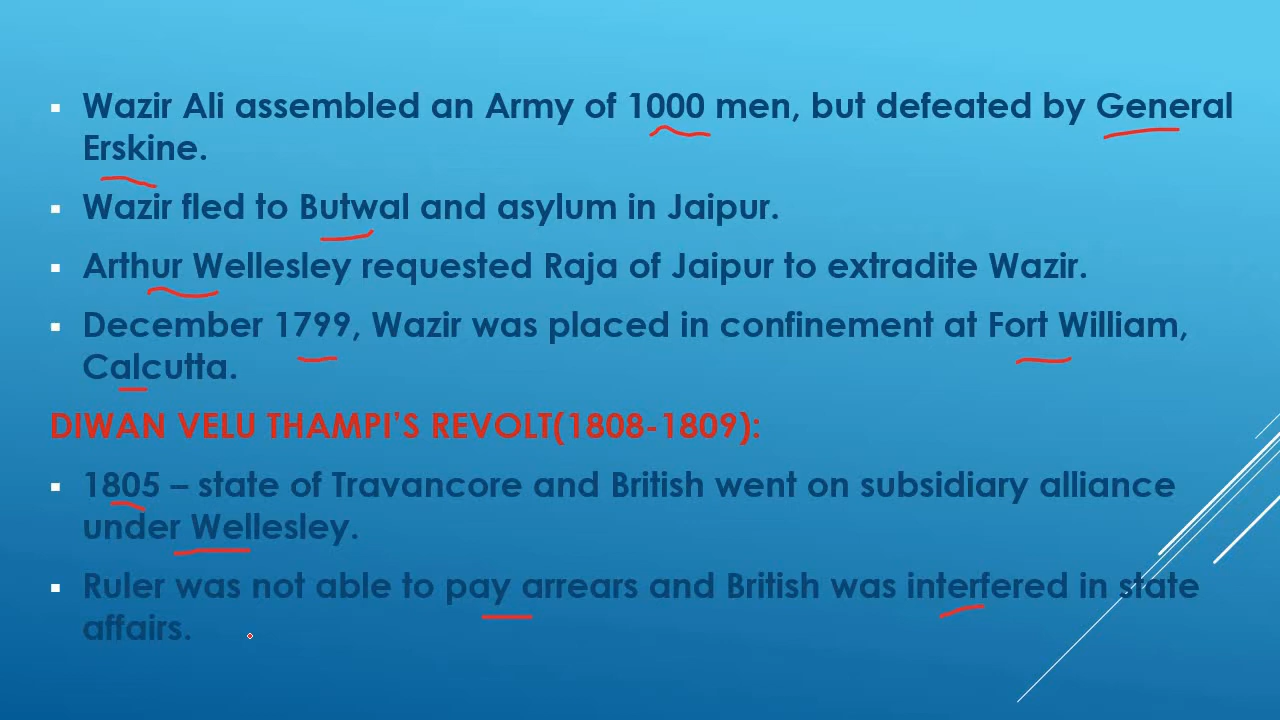 Wazir Ali assembled an Army of 1000 men, but defeated by General
Erskine.
Wazir fled to Butwal and asylum in Jaipur.
Arthur Wellesley requested Raja of Jaipur to extradite Wazir.
December 1799, Wazir was placed in confinement at Fort William,
Calcutta.
DIWAN VELU THAMPI'S REVOLT(1808-1809):
1805 – state of Travancore and British went on subsidiary alliance
under Wellesley.
Ruler was not able to pay arrears and British was interfered in state
affairs.